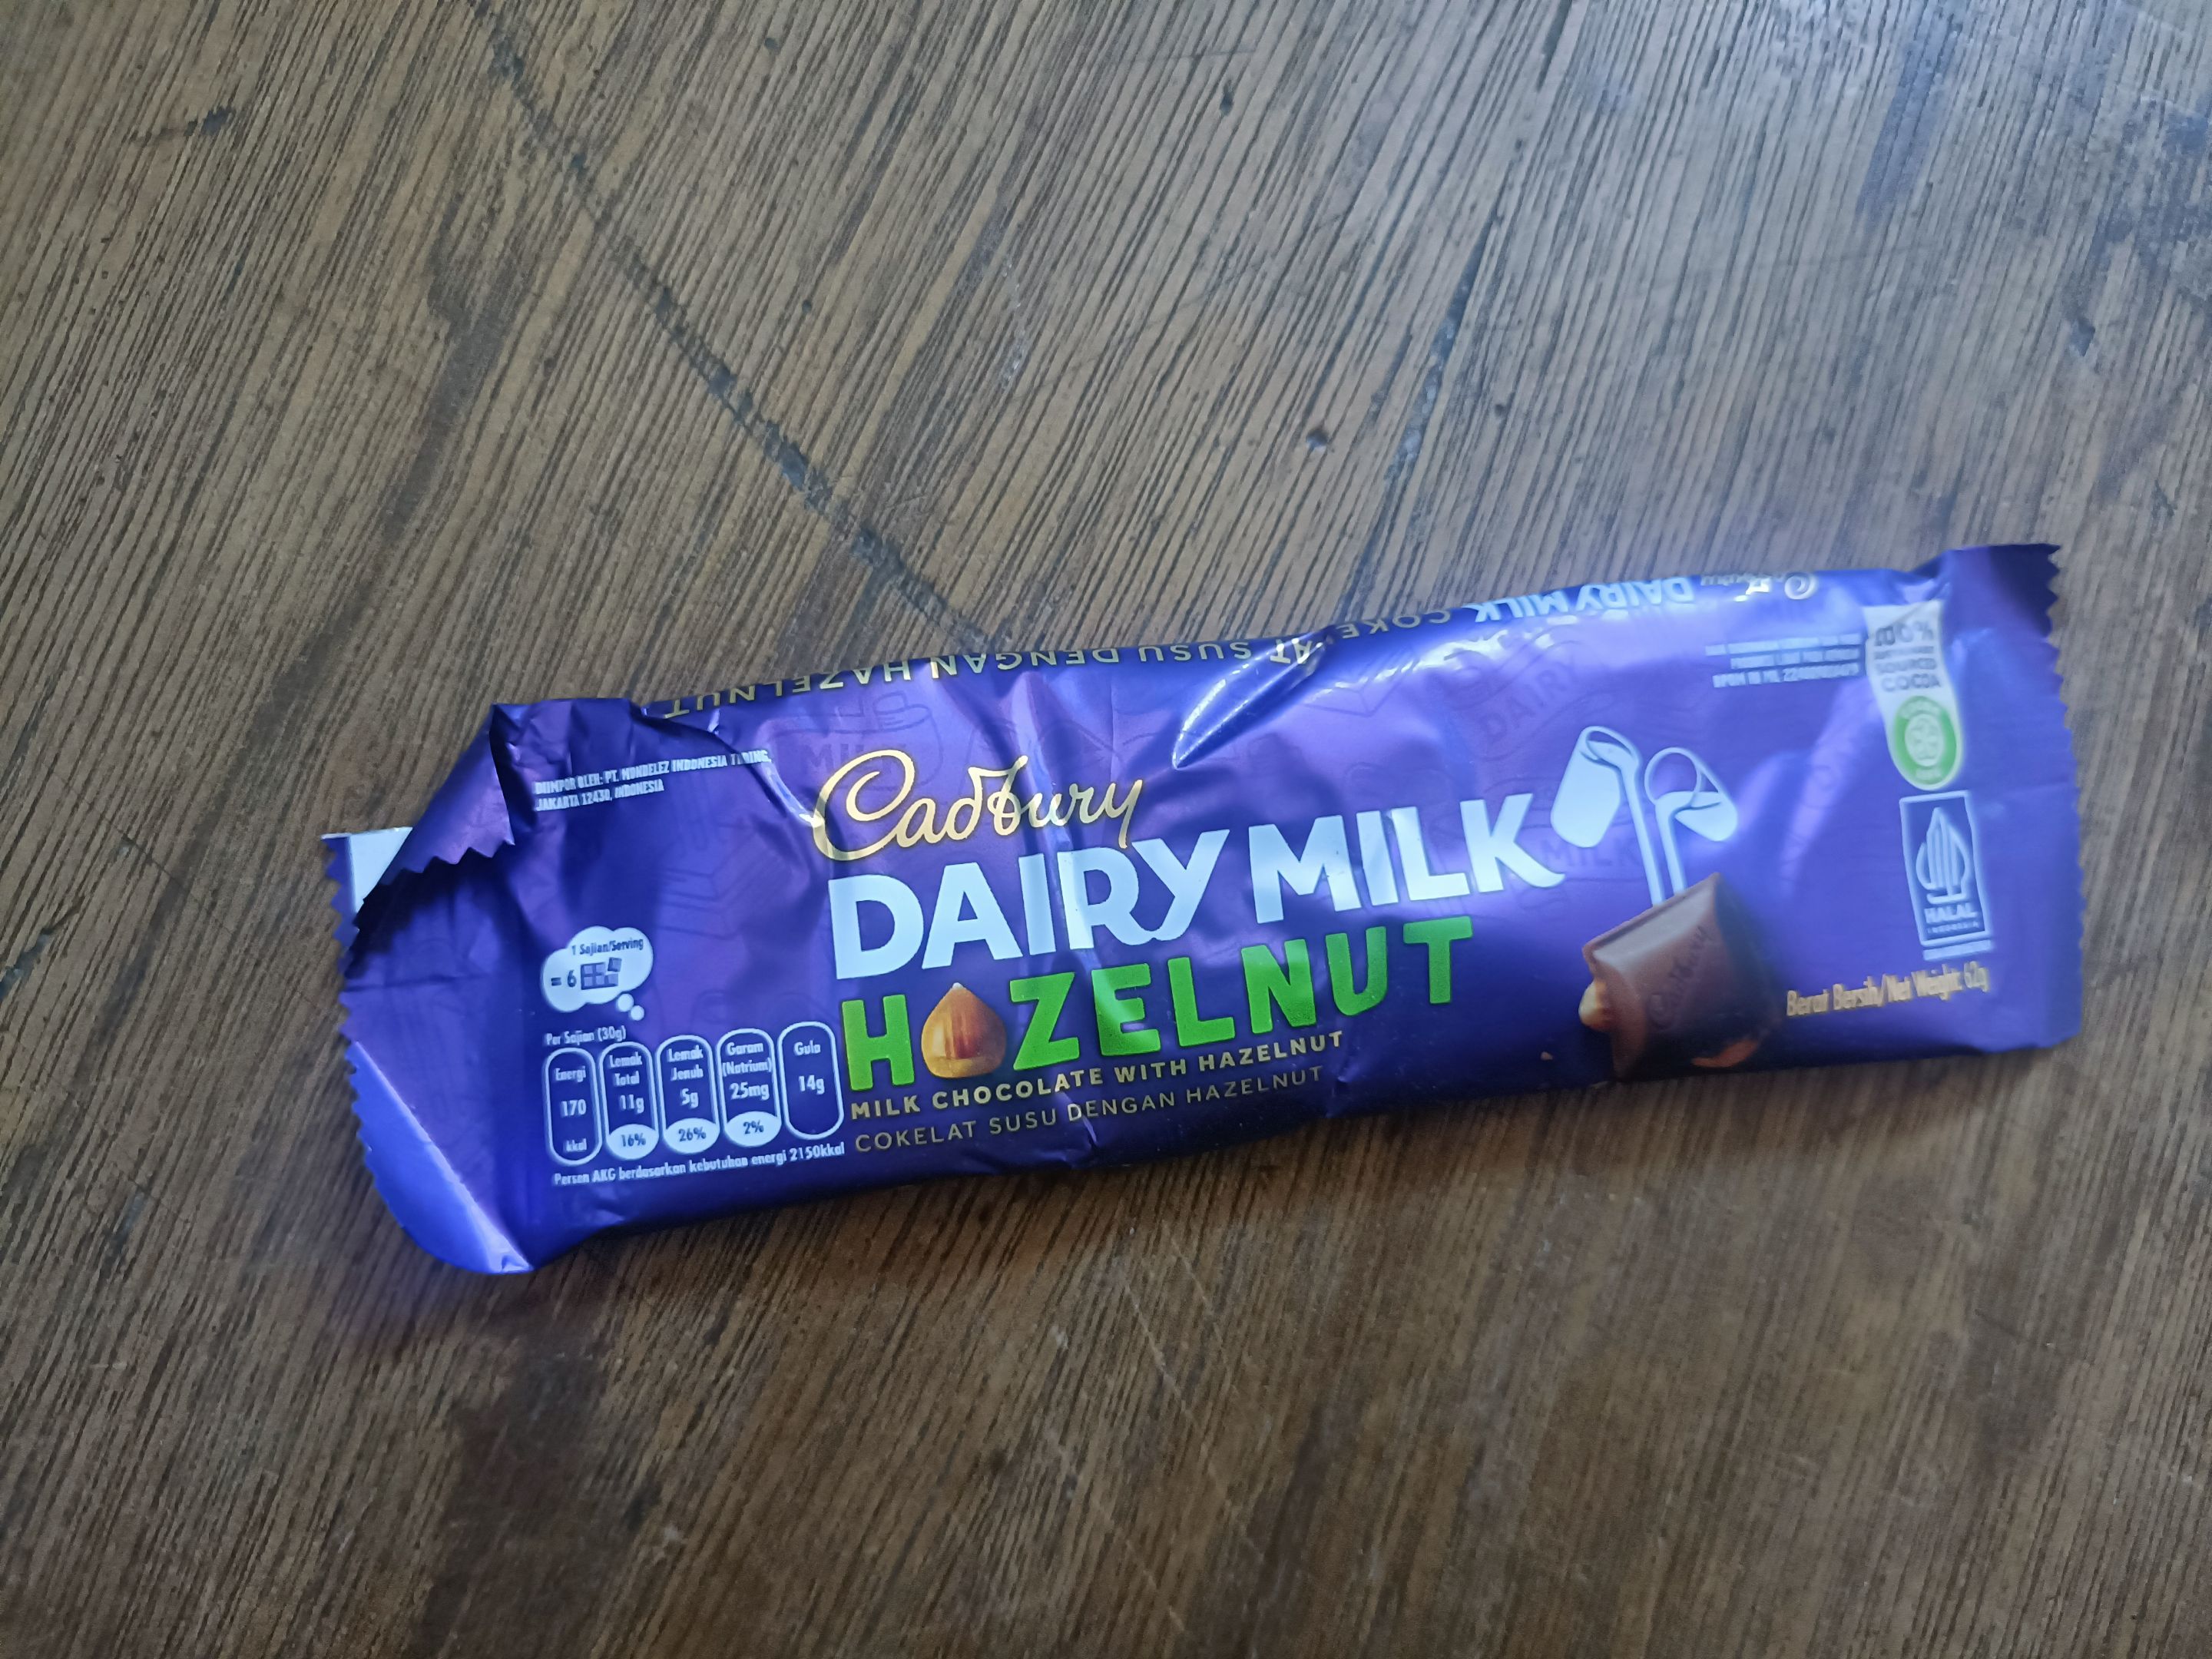 COKELAT SUSU DENGAN HAZELNUT
DAIRY MILK
Cadbury
DIIMPOR OLEH: PT. MONDELEZ INDONESIA TRADING,
JAKARTA 12430, INDONESIA
Cadbury
DAIRY MILK
HAZELNUT
MILK CHOCOLATE WITH HAZELNUT
COKELAT SUSU DENGAN HAZELNUT
1 Sajian/Serving
= 6
Per Sajian (30g)
Energi
170
kkal
Lemak
Total
11g
16%
Lemak
Jenuh
5g
26%
Garam
(Natrium)
25mg
2%
Gula
14g
Persen AKG berdasarkan kebutuhan energi 2150kkal
100%
SOURCED
COCOA
HALAL
INDONESIA
Berat Bersih/Net Weight: 62g